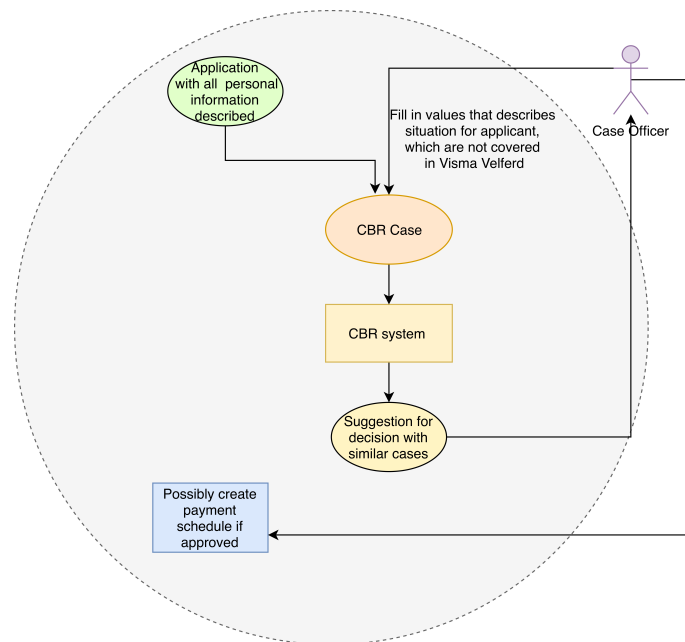 Application
with all personal
information
described
Fill in values that describes
situation for applicant,
which are not covered
in Visma Velferd
Case Officer
CBR Case
CBR system
Suggestion for
decision with
similar cases
Possibly create
payment
schedule if
approved